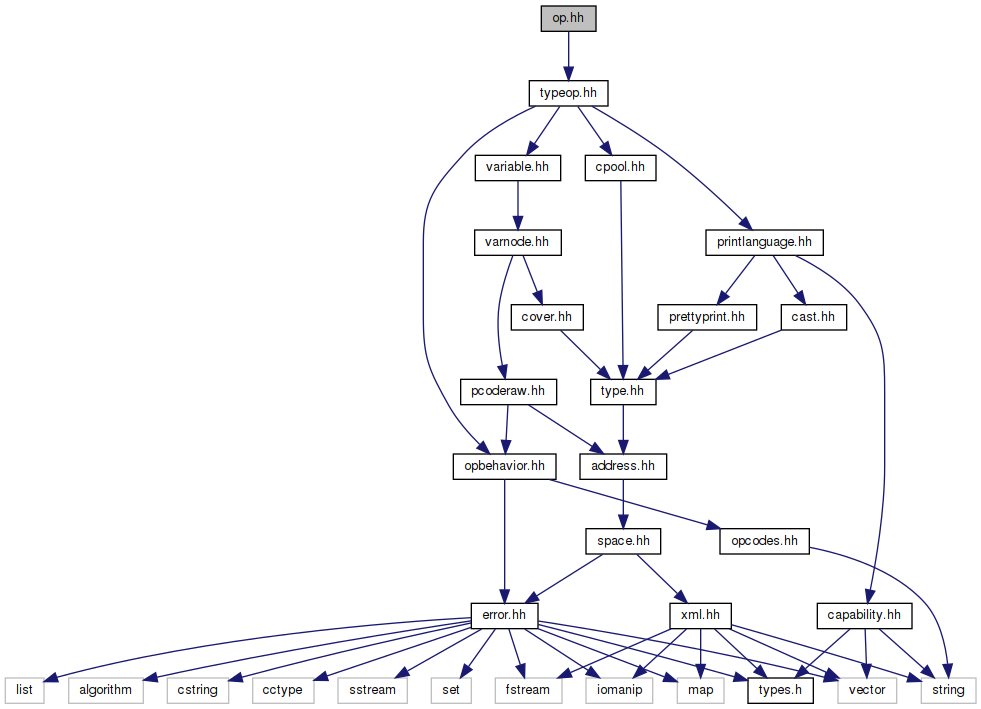 op.hh
typeop.hh
variable.hh cpool.hh
varnode.hh printlanguage.hh
cover.hh prettyprint.hh cast.hh
pcoderaw.hh type.hh
opbehavior.hh address.hh
space.hh opcodes.hh
error.hh xml.hh capability.hh
list algorithm cstring cctype sstream set fstream iomanip map types.h vector string